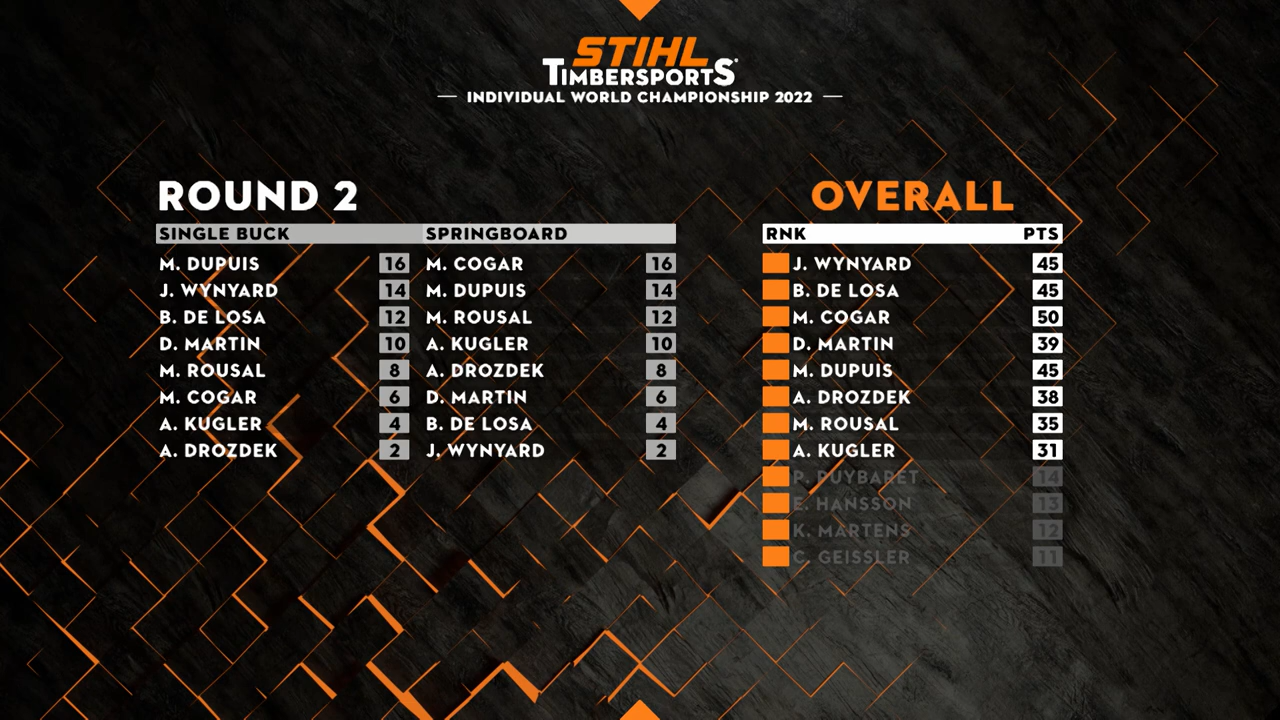 STIHL
TIMBERSPORTS®
INDIVIDUAL WORLD CHAMPIONSHIP 2022
ROUND 2
SINGLE BUCK SPRINGBOARD
M. DUPUIS 16 M. COGAR 16
J. WYNYARD 14 M. DUPUIS 14
B. DE LOSA 12 M. ROUSAL 12
D. MARTIN 10 A. KUGLER 10
M. ROUSAL 8 A. DROZDEK 8
M. COGAR 6 D. MARTIN 6
A. KUGLER 4 B. DE LOSA 4
A. DROZDEK 2 J. WYNYARD 2
OVERALL
RNK PTS
J. WYNYARD 45
B. DE LOSA 45
M. COGAR 50
D. MARTIN 39
M. DUPUIS 45
A. DROZDEK 38
M. ROUSAL 35
A. KUGLER 31
P. PUYBARET 14
E. HANSSON 13
K. MARTENS 12
C. GEISSLER 11